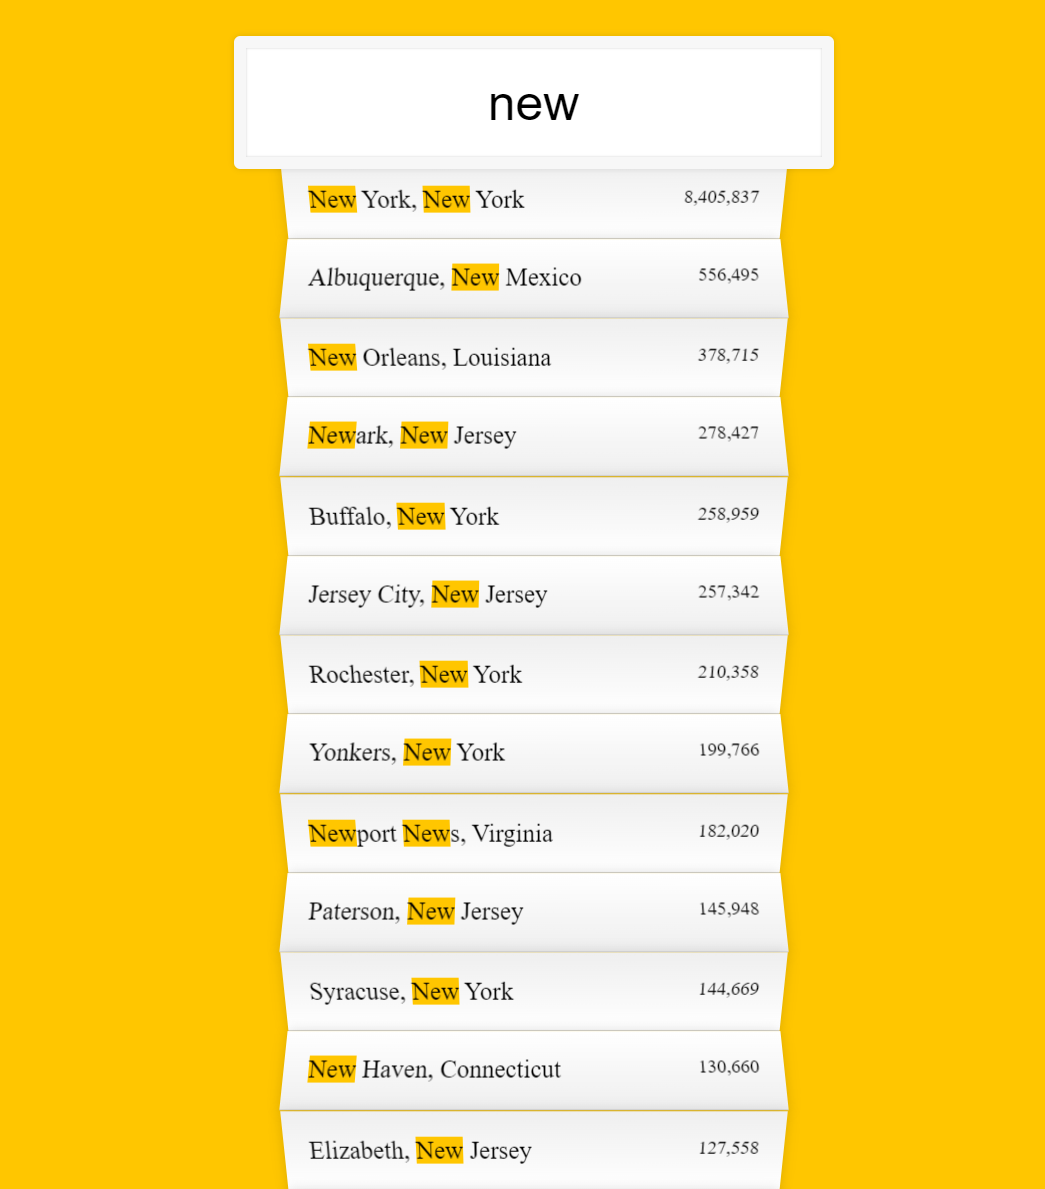 new
New York, New York 8,405,837
Albuquerque, New Mexico 556,495
New Orleans, Louisiana 378,715
Newark, New Jersey 278,427
Buffalo, New York 258,959
Jersey City, New Jersey 257,342
Rochester, New York 210,358
Yonkers, New York 199,766
Newport News, Virginia 182,020
Paterson, New Jersey 145,948
Syracuse, New York 144,669
New Haven, Connecticut 130,660
Elizabeth, New Jersey 127,558